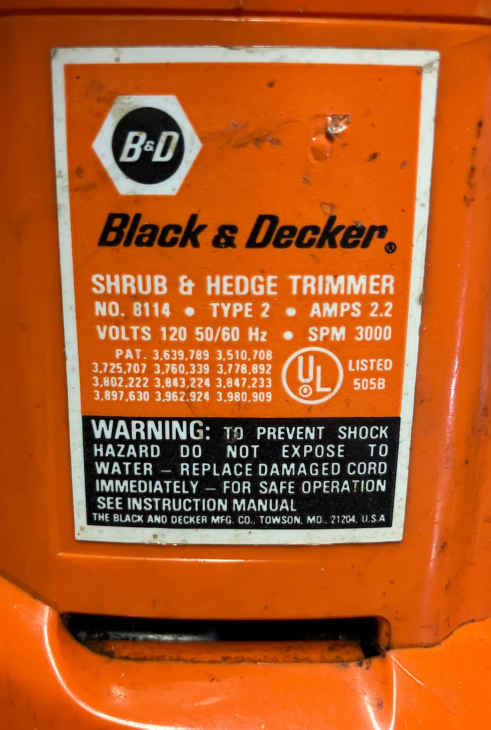 B&D
Black & Decker®
SHRUB & HEDGE TRIMMER
NO. 8114 • TYPE 2 • AMPS 2.2
VOLTS 120 50/60 Hz • SPM 3000
PAT. 3,639,789 3,510,708
3,725,707 3,760,339 3,778,892
3,802,222 3,843,224 3,847,233
3,897,630 3,962,924 3,980,909
UL
LISTED
505B
WARNING: TO PREVENT SHOCK
HAZARD DO NOT EXPOSE TO
WATER – REPLACE DAMAGED CORD
IMMEDIATELY – FOR SAFE OPERATION
SEE INSTRUCTION MANUAL
THE BLACK AND DECKER MFG. CO., TOWSON, MD. 21204, U.S.A